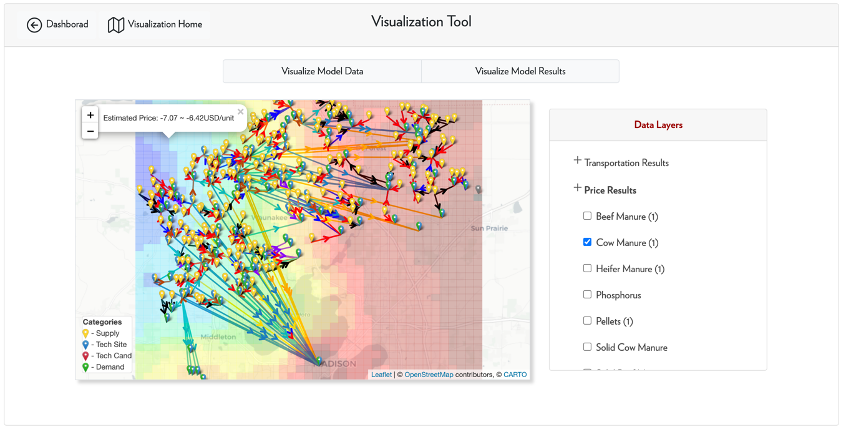 Dashborad
Visualization Home
Visualization Tool
Visualize Model Data
Visualize Model Results
+
−
Estimated Price: -7.07 ~ -6.42USD/unit
×
Waunakee
Sun Prairie
Middleton
MADISON
Categories
- Supply
- Tech Site
- Tech Cand
- Demand
Leaflet | © OpenStreetMap contributors, © CARTO
Data Layers
+ Transportation Results
+ Price Results
Beef Manure (1)
Cow Manure (1)
Heifer Manure (1)
Phosphorus
Pellets (1)
Solid Cow Manure